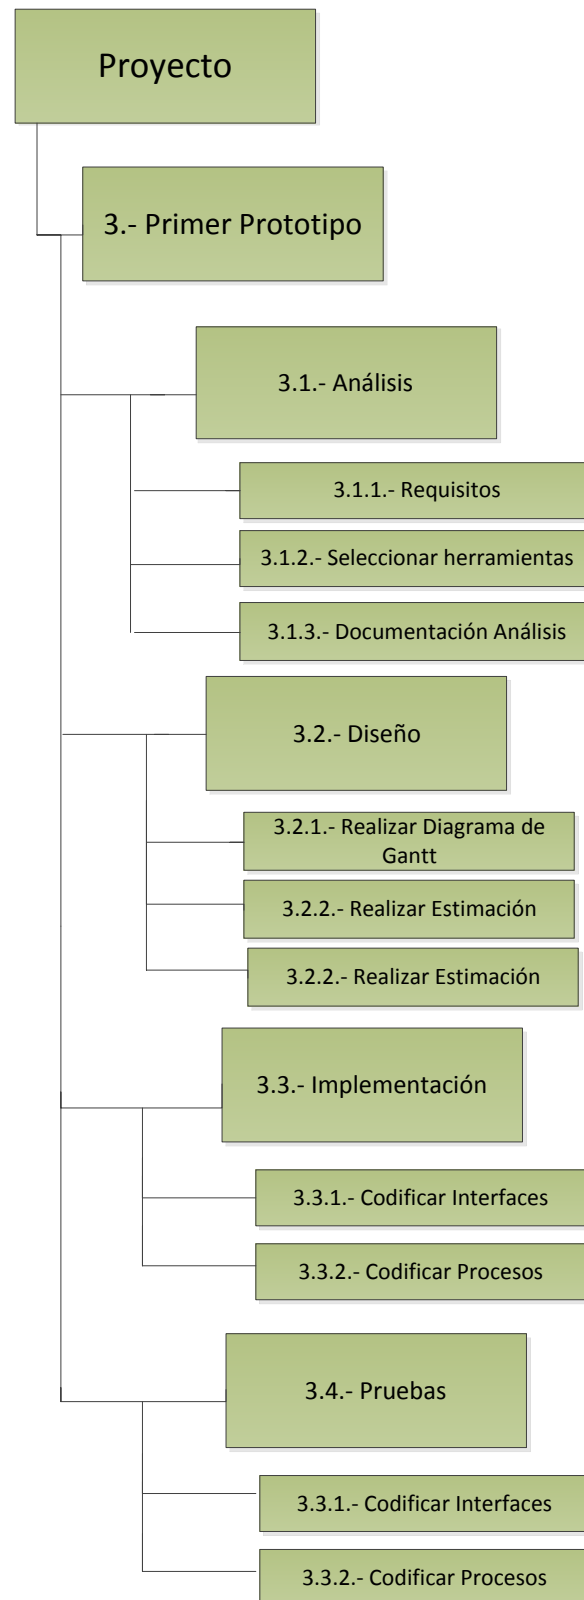 Proyecto
3.- Primer Prototipo
3.1.- Análisis
3.1.1.- Requisitos
3.1.2.- Seleccionar herramientas
3.1.3.- Documentación Análisis
3.2.- Diseño
3.2.1.- Realizar Diagrama de
Gantt
3.2.2.- Realizar Estimación
3.2.2.- Realizar Estimación
3.3.- Implementación
3.3.1.- Codificar Interfaces
3.3.2.- Codificar Procesos
3.4.- Pruebas
3.3.1.- Codificar Interfaces
3.3.2.- Codificar Procesos